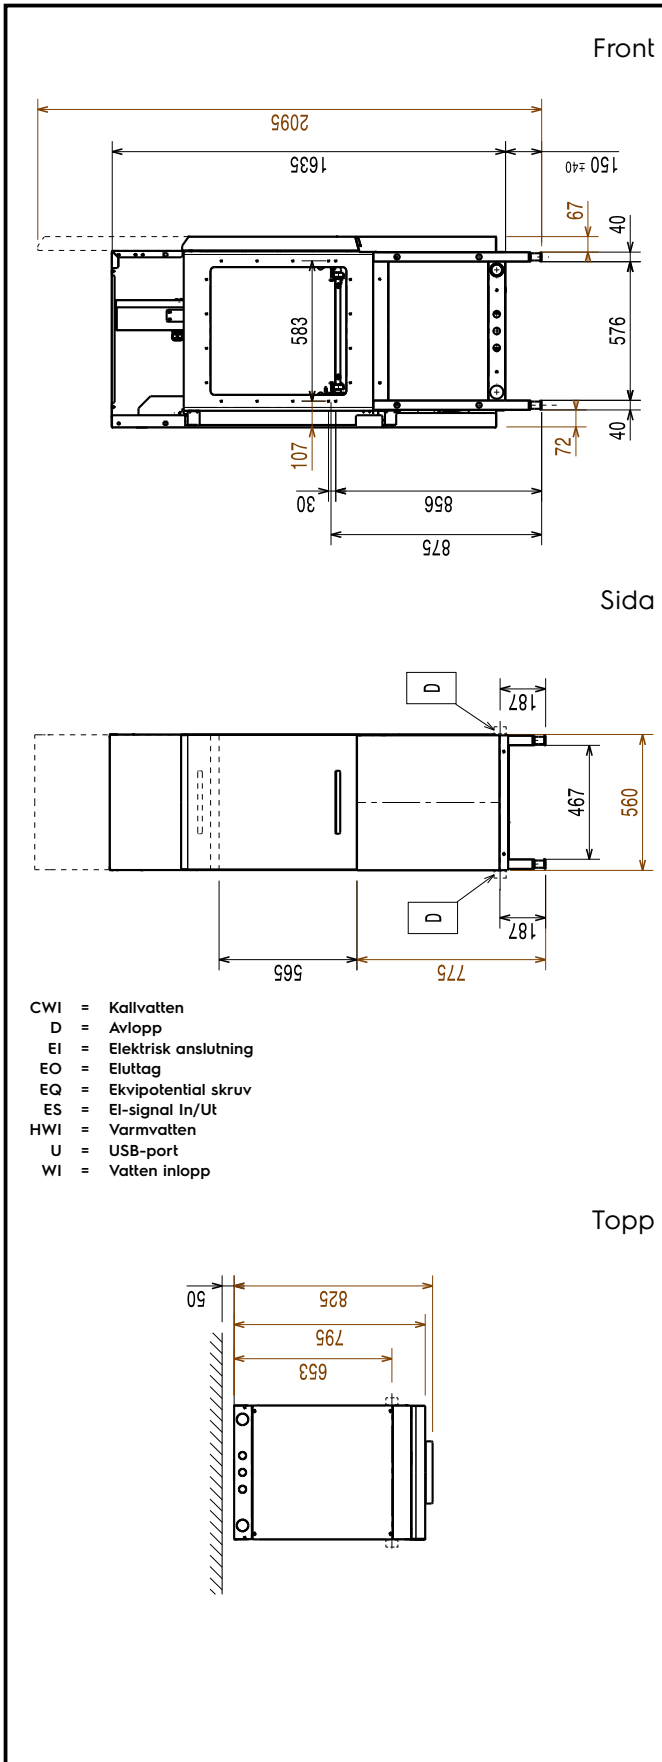 Front
2095
1635
150 ±40
67
40
583
576
107
72
40
30
856
875
Sida
D
187
467
560
D
187
565
775
CWI = Kallvatten
D = Avlopp
EI = Elektrisk anslutning
EO = Eluttag
EQ = Ekvipotential skruv
ES = El-signal In/Ut
HWI = Varmvatten
U = USB-port
WI = Vatten inlopp
Topp
50
825
795
653